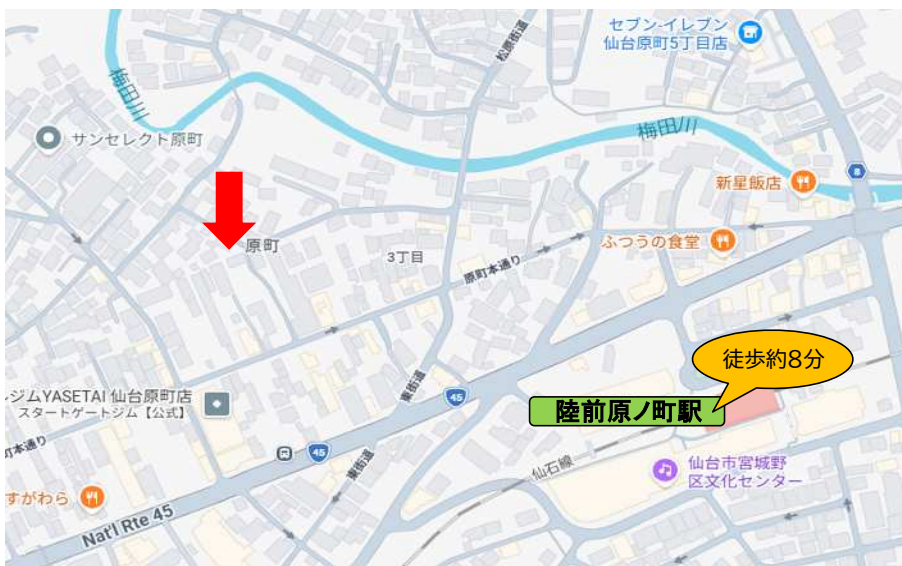 セブン-イレブン
仙台原町5丁目店
松原街道
梅田川
梅田川
サンセレクト原町
8
新星飯店
原町
3丁目
ふつうの食堂
原町本通り
徒歩約8分
ジムYASETAI 仙台原町店
スタートゲートジム【公式】
東街道
45
陸前原ノ町駅
町本通り
45
東街道
仙石線
仙台市宮城野
区文化センター
すがわら
Nat'l Rte 45